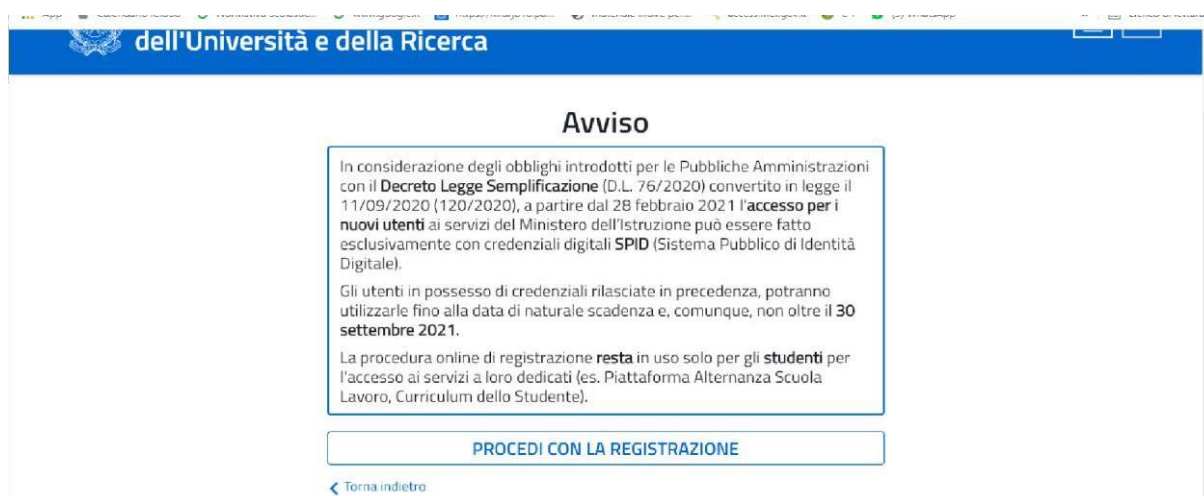 dell'Università e della Ricerca
Avviso
In considerazione degli obblighi introdotti per le Pubbliche Amministrazioni
con il Decreto Legge Semplificazione (D.L. 76/2020) convertito in legge il
11/09/2020 (120/2020), a partire dal 28 febbraio 2021 l'accesso per i
nuovi utenti ai servizi del Ministero dell'Istruzione può essere fatto
esclusivamente con credenziali digitali SPID (Sistema Pubblico di Identità
Digitale).
Gli utenti in possesso di credenziali rilasciate in precedenza, potranno
utilizzarle fino alla data di naturale scadenza e, comunque, non oltre il 30
settembre 2021.
La procedura online di registrazione resta in uso solo per gli studenti per
l'accesso ai servizi a loro dedicati (es. Piattaforma Alternanza Scuola
Lavoro, Curriculum dello Studente).
PROCEDI CON LA REGISTRAZIONE
Torna indietro